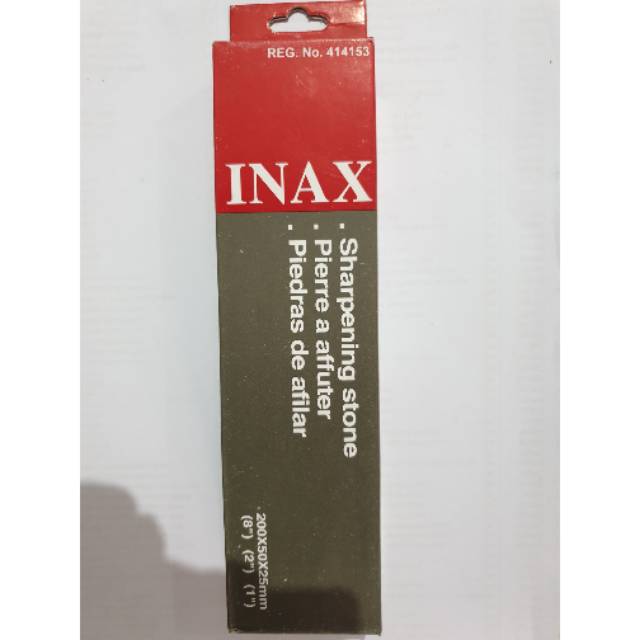 REG. No. 414153
INAX
. Sharpening stone
. Pierre a affuter
. Piedras de afilar
.200X50X25mm
(8") (2") (1")